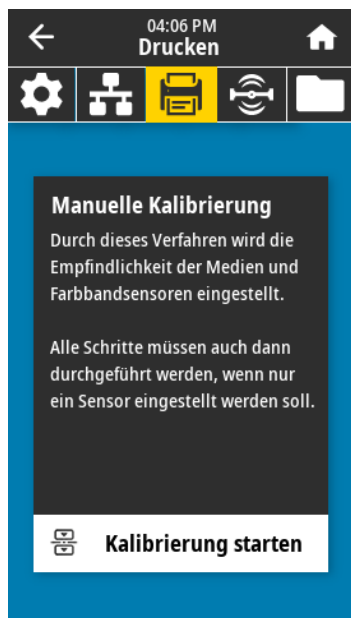 04:06 PM
Drucken
Manuelle Kalibrierung
Durch dieses Verfahren wird die
Empfindlichkeit der Medien und
Farbbandsensoren eingestellt.
Alle Schritte müssen auch dann
durchgeführt werden, wenn nur
ein Sensor eingestellt werden soll.
Kalibrierung starten